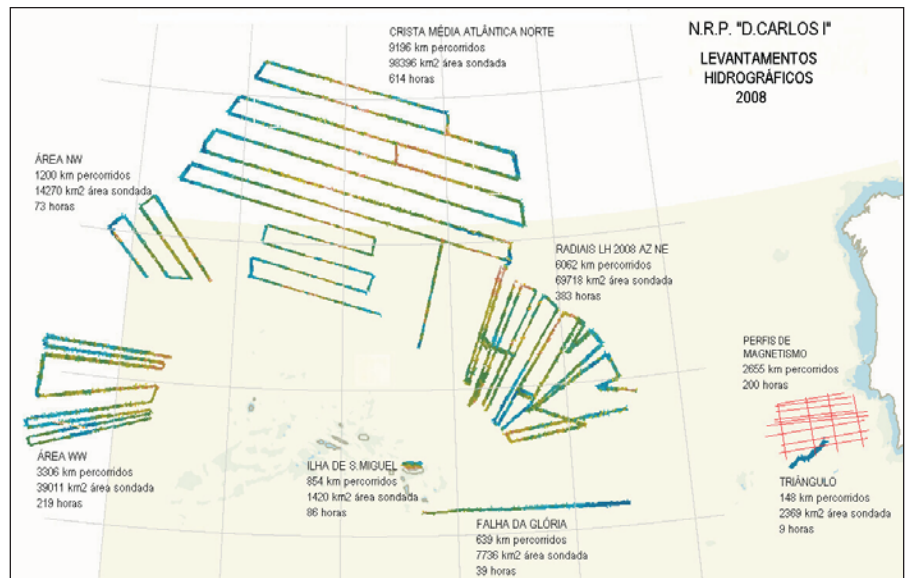 N.R.P. "D.CARLOS I"
LEVANTAMENTOS
HIDROGRÁFICOS
2008
CRISTA MÉDIA ATLÂNTICA NORTE
9196 km percorridos
98396 km2 área sondada
614 horas
ÁREA NW
1200 km percorridos
14270 km2 área sondada
73 horas
RADIAIS LH 2008 AZ NE
6062 km percorridos
69718 km2 área sondada
383 horas
PERFIS DE
MAGNETISMO
2655 km percorridos
200 horas
ÁREA WW
3306 km percorridos
39011 km2 área sondada
219 horas
ILHA DE S.MIGUEL
854 km percorridos
1420 km2 área sondada
86 horas
TRIÂNGULO
148 km percorridos
2369 km2 área sondada
9 horas
FALHA DA GLÓRIA
639 km percorridos
7736 km2 área sondada
39 horas